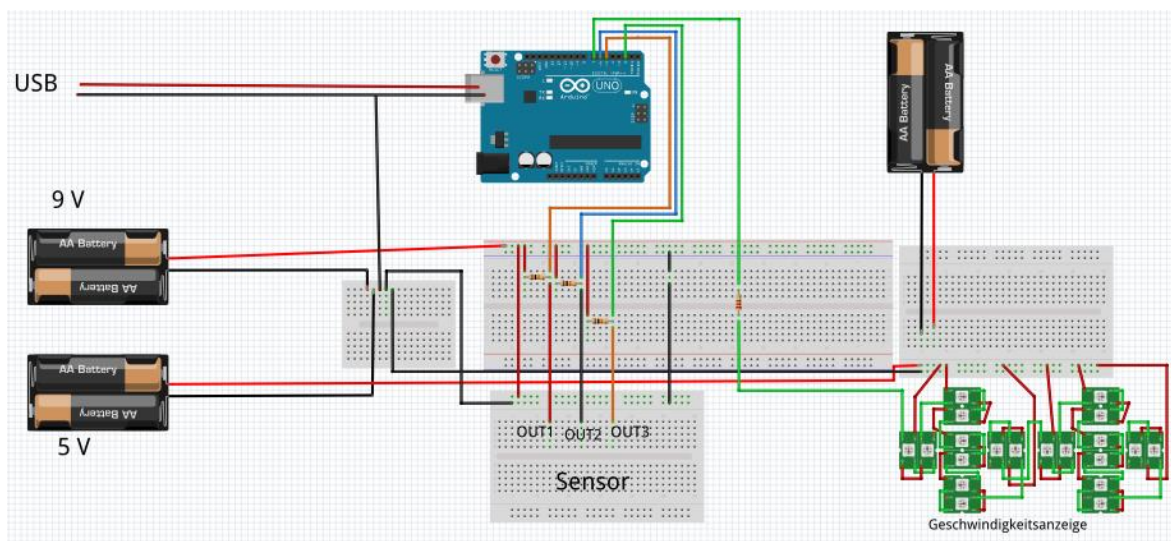 USB
UNO
Arduino
AA Battery
AA Battery
9 V
AA Battery
AA Battery
AA Battery
AA Battery
5 V
OUT1 OUT2 OUT3
Sensor
Geschwindigkeitsanzeige